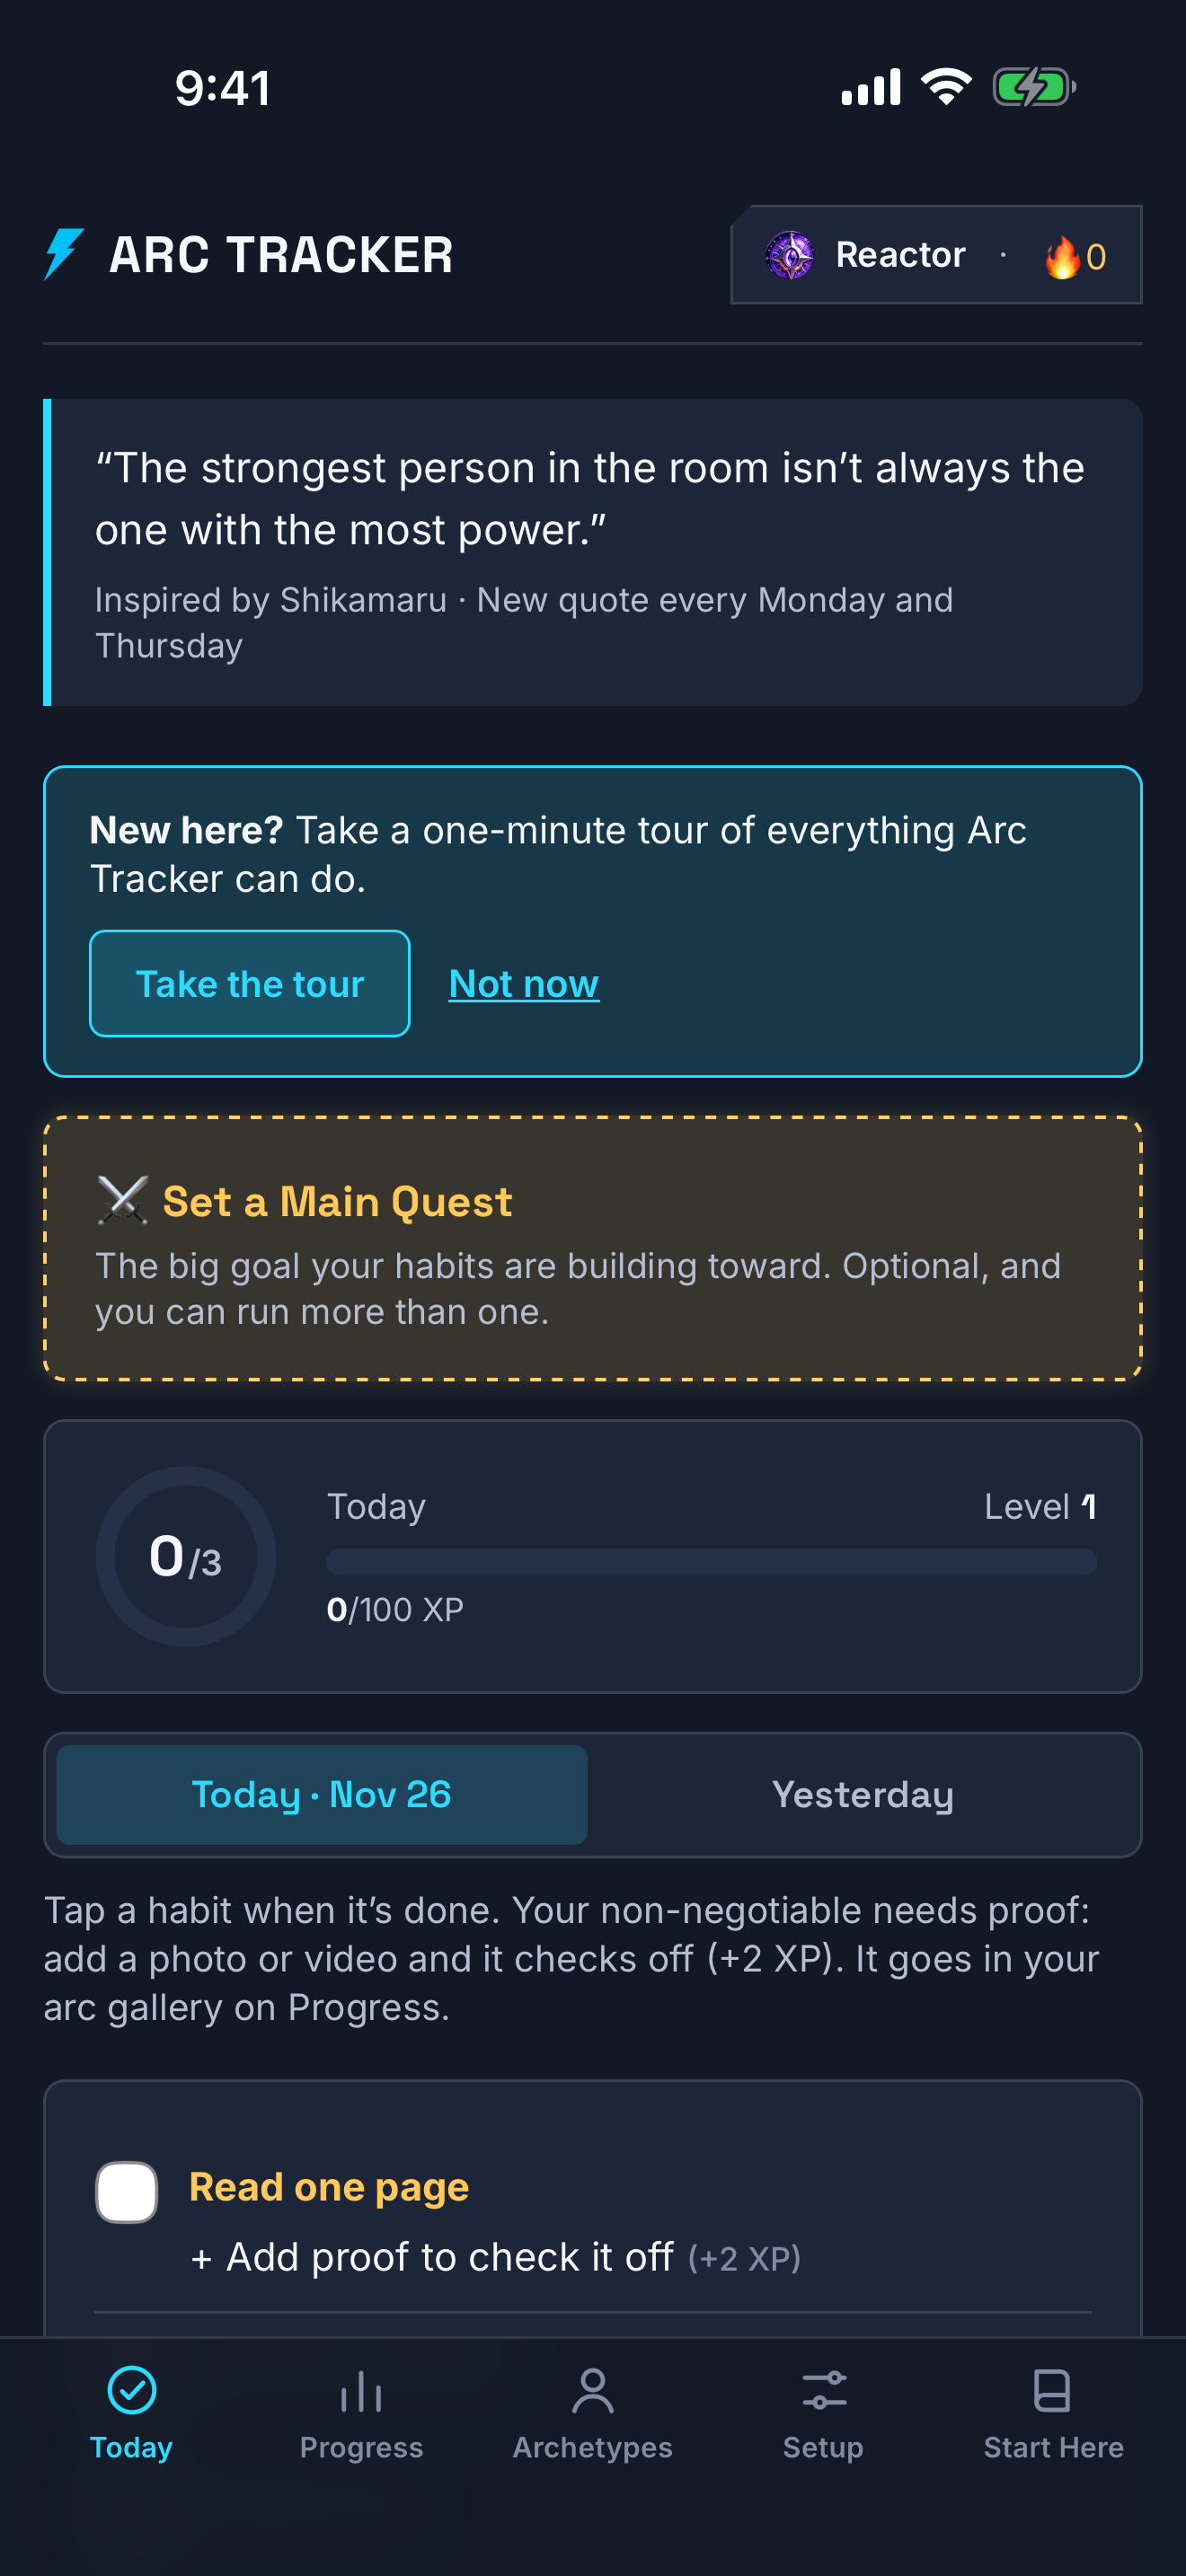 9:41
ARC TRACKER
Reactor · 🔥0
“The strongest person in the room isn’t always the
one with the most power.”
Inspired by Shikamaru · New quote every Monday and
Thursday
New here? Take a one-minute tour of everything Arc
Tracker can do.
Take the tour
Not now
⚔️ Set a Main Quest
The big goal your habits are building toward. Optional, and
you can run more than one.
0/3
Today
Level 1
0/100 XP
Today · Nov 26
Yesterday
Tap a habit when it’s done. Your non-negotiable needs proof:
add a photo or video and it checks off (+2 XP). It goes in your
arc gallery on Progress.
Read one page
+ Add proof to check it off (+2 XP)
Today
Progress
Archetypes
Setup
Start Here